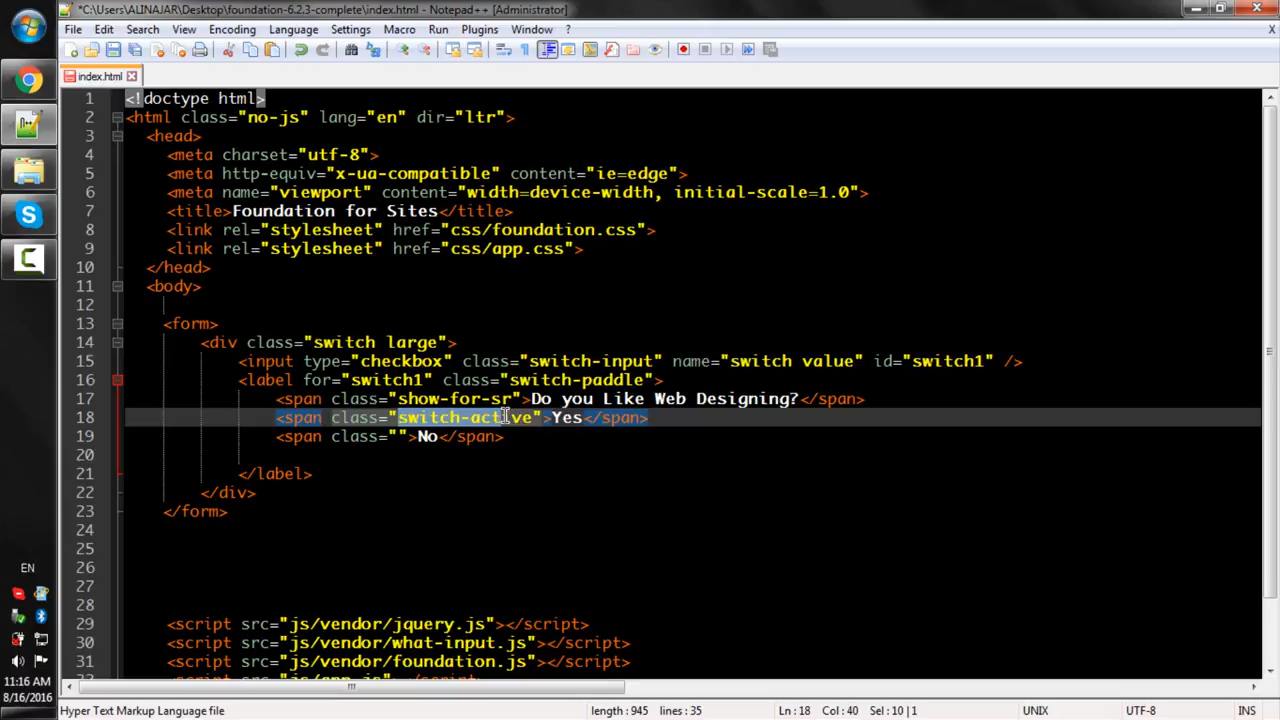 *C:\Users\ALINAJAR\Desktop\foundation-6.2.3-complete\index.html - Notepad++ [Administrator]
File Edit Search View Encoding Language Settings Macro Run Plugins Window ? X
index.html
1 <!doctype html>
2 <html class="no-js" lang="en" dir="ltr">
3 <head>
4 <meta charset="utf-8">
5 <meta http-equiv="x-ua-compatible" content="ie=edge">
6 <meta name="viewport" content="width=device-width, initial-scale=1.0">
7 <title>Foundation for Sites</title>
8 <link rel="stylesheet" href="css/foundation.css">
9 <link rel="stylesheet" href="css/app.css">
10 </head>
11 <body>
12
13 <form>
14 <div class="switch large">
15 <input type="checkbox" class="switch-input" name="switch value" id="switch1" />
16 <label for="switch1" class="switch-paddle">
17 <span class="show-for-sr">Do you Like Web Designing?</span>
18 <span class="switch-active">Yes</span>
19 <span class="">No</span>
20
21 </label>
22 </div>
23 </form>
24
25
26
27
28
29 <script src="js/vendor/jquery.js"></script>
30 <script src="js/vendor/what-input.js"></script>
31 <script src="js/vendor/foundation.js"></script>
32 <script src="js/app.js"></script>
EN
11:16 AM
8/16/2016
Hyper Text Markup Language file length : 945 lines : 35 Ln : 18 Col : 40 Sel : 10 | 1 UNIX UTF-8 INS